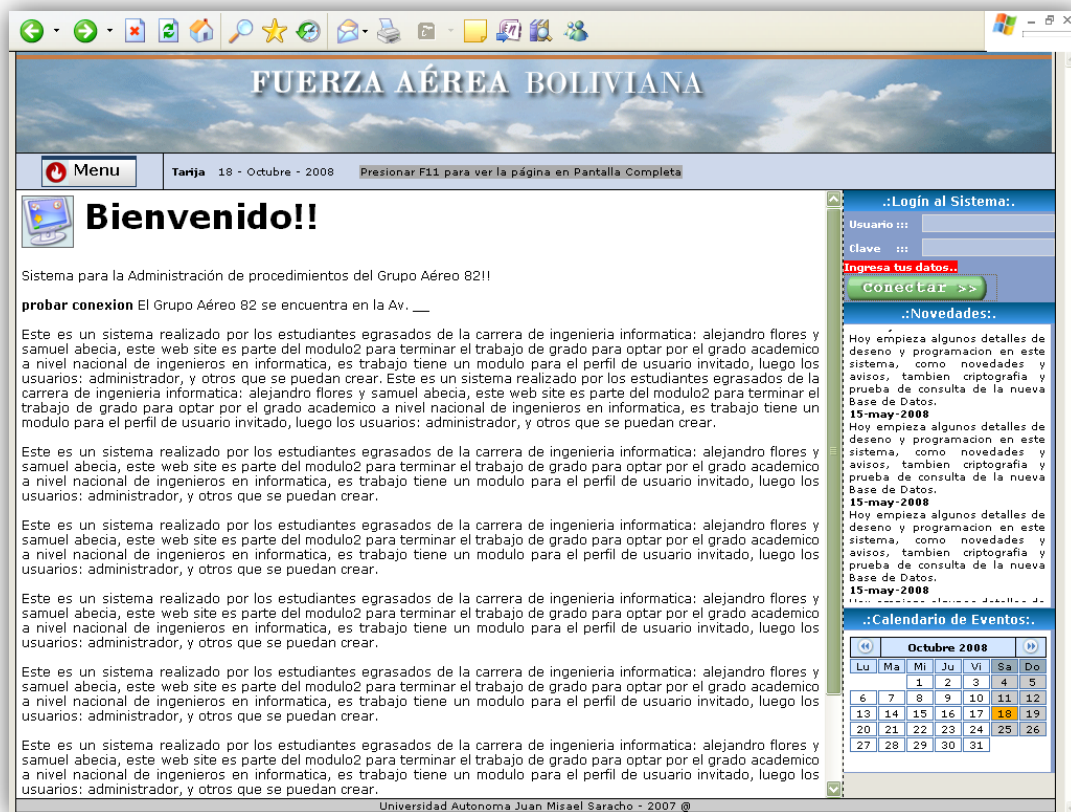 FUERZA AÉREA BOLIVIANA
Menu
Tarija 18 - Octubre - 2008 Presionar F11 para ver la página en Pantalla Completa
Bienvenido!!
Sistema para la Administración de procedimientos del Grupo Aéreo 82!!
probar conexion El Grupo Aéreo 82 se encuentra en la Av. __
Este es un sistema realizado por los estudiantes egrasados de la carrera de ingenieria informatica: alejandro flores y
samuel abecia, este web site es parte del modulo2 para terminar el trabajo de grado para optar por el grado academico
a nivel nacional de ingenieros en informatica, es trabajo tiene un modulo para el perfil de usuario invitado, luego los
usuarios: administrador, y otros que se puedan crear. Este es un sistema realizado por los estudiantes egrasados de la
carrera de ingenieria informatica: alejandro flores y samuel abecia, este web site es parte del modulo2 para terminar el
trabajo de grado para optar por el grado academico a nivel nacional de ingenieros en informatica, es trabajo tiene un
modulo para el perfil de usuario invitado, luego los usuarios: administrador, y otros que se puedan crear.
Este es un sistema realizado por los estudiantes egrasados de la carrera de ingenieria informatica: alejandro flores y
samuel abecia, este web site es parte del modulo2 para terminar el trabajo de grado para optar por el grado academico
a nivel nacional de ingenieros en informatica, es trabajo tiene un modulo para el perfil de usuario invitado, luego los
usuarios: administrador, y otros que se puedan crear.
Este es un sistema realizado por los estudiantes egrasados de la carrera de ingenieria informatica: alejandro flores y
samuel abecia, este web site es parte del modulo2 para terminar el trabajo de grado para optar por el grado academico
a nivel nacional de ingenieros en informatica, es trabajo tiene un modulo para el perfil de usuario invitado, luego los
usuarios: administrador, y otros que se puedan crear.
Este es un sistema realizado por los estudiantes egrasados de la carrera de ingenieria informatica: alejandro flores y
samuel abecia, este web site es parte del modulo2 para terminar el trabajo de grado para optar por el grado academico
a nivel nacional de ingenieros en informatica, es trabajo tiene un modulo para el perfil de usuario invitado, luego los
usuarios: administrador, y otros que se puedan crear.
Este es un sistema realizado por los estudiantes egrasados de la carrera de ingenieria informatica: alejandro flores y
samuel abecia, este web site es parte del modulo2 para terminar el trabajo de grado para optar por el grado academico
a nivel nacional de ingenieros en informatica, es trabajo tiene un modulo para el perfil de usuario invitado, luego los
usuarios: administrador, y otros que se puedan crear.
Este es un sistema realizado por los estudiantes egrasados de la carrera de ingenieria informatica: alejandro flores y
samuel abecia, este web site es parte del modulo2 para terminar el trabajo de grado para optar por el grado academico
a nivel nacional de ingenieros en informatica, es trabajo tiene un modulo para el perfil de usuario invitado, luego los
usuarios: administrador, y otros que se puedan crear.
.:Logín al Sistema:.
Usuario :::
Clave :::
Ingresa tus datos..
Conectar >>
.:Novedades:.
Hoy empieza algunos detalles de
deseno y programacion en este
sistema, como novedades y
avisos, tambien criptografia y
prueba de consulta de la nueva
Base de Datos.
15-may-2008
Hoy empieza algunos detalles de
deseno y programacion en este
sistema, como novedades y
avisos, tambien criptografia y
prueba de consulta de la nueva
Base de Datos.
15-may-2008
Hoy empieza algunos detalles de
deseno y programacion en este
sistema, como novedades y
avisos, tambien criptografia y
prueba de consulta de la nueva
Base de Datos.
15-may-2008
.:Calendario de Eventos:.
Octubre 2008
Lu Ma Mi Ju Vi Sa Do
1 2 3 4 5
6 7 8 9 10 11 12
13 14 15 16 17 18 19
20 21 22 23 24 25 26
27 28 29 30 31
Universidad Autonoma Juan Misael Saracho - 2007 @